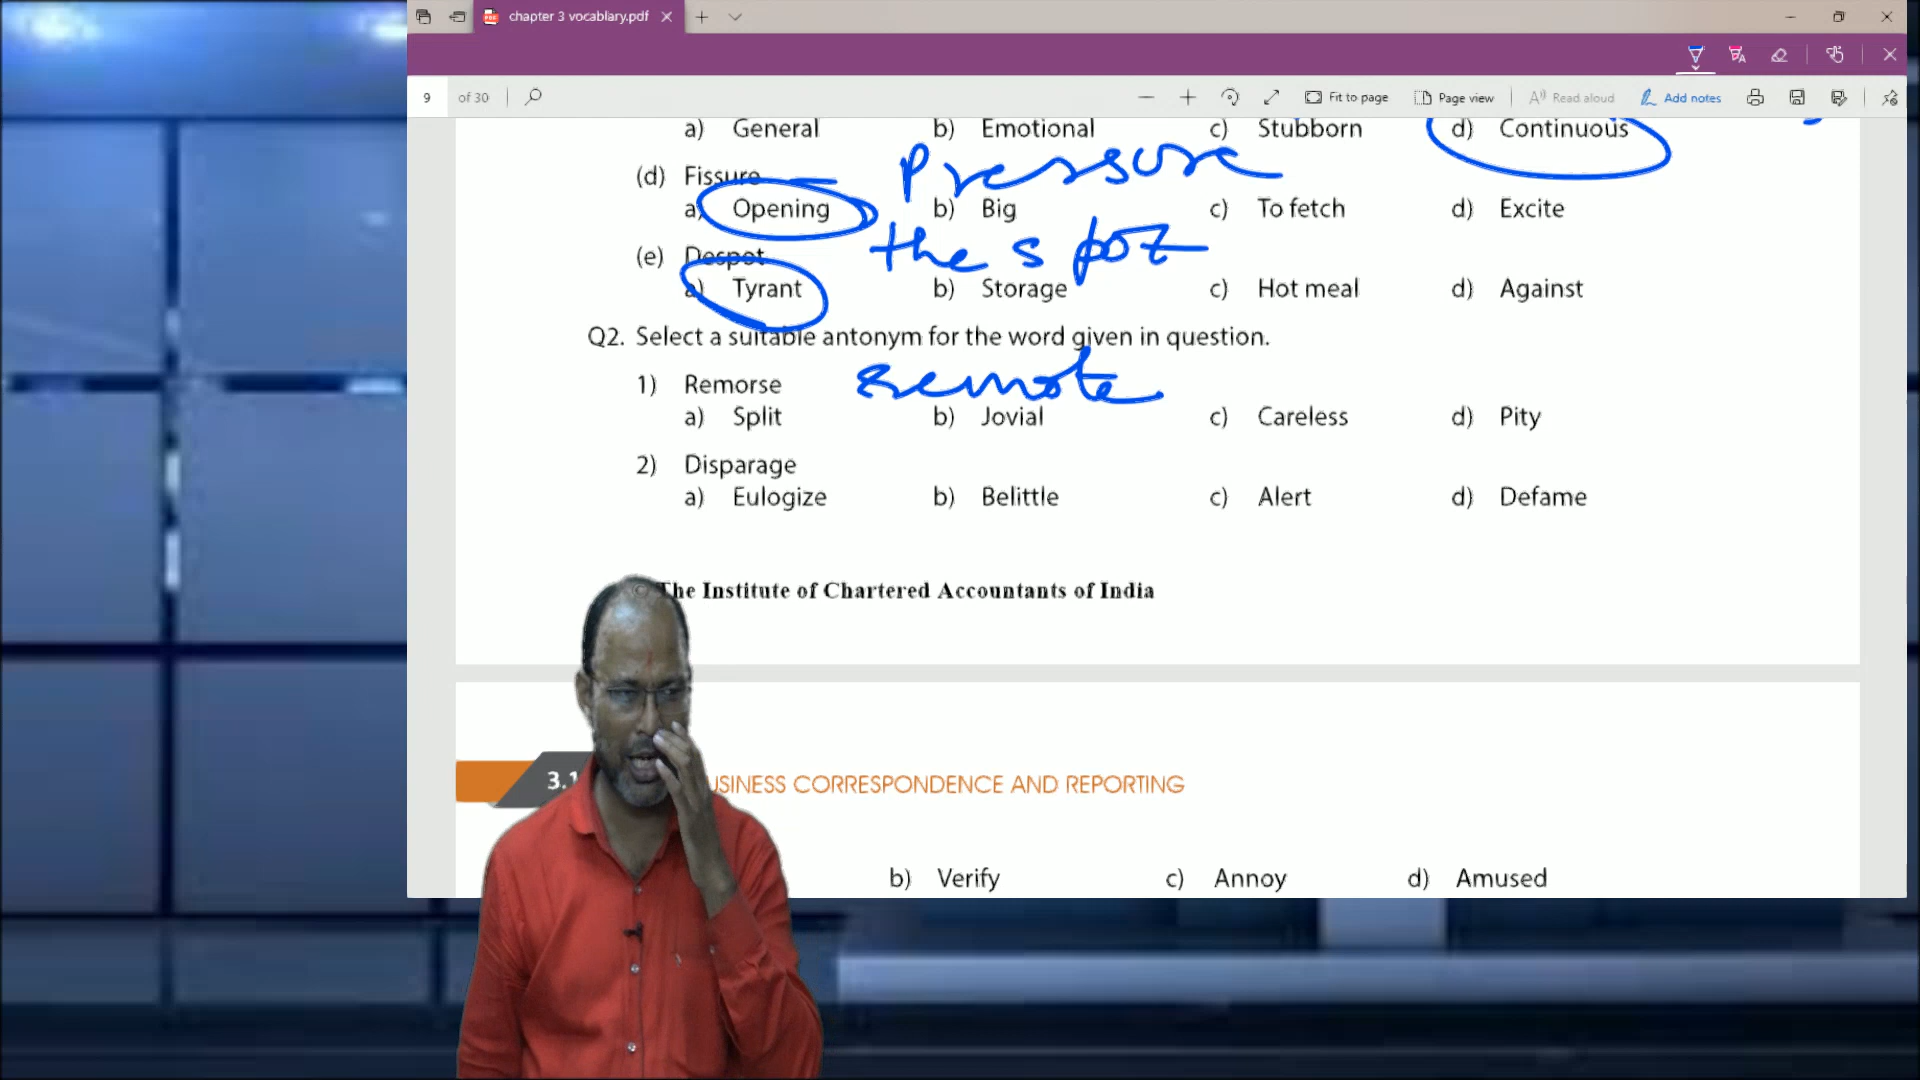 chapter 3 vocablary.pdf
9 of 30
Fit to page
Page view
Read aloud
Add notes
a) General b) Emotional c) Stubborn d) Continuous
(d) Fissure Pressure
a) Opening b) Big c) To fetch d) Excite
(e) Despot the spot
a) Tyrant b) Storage c) Hot meal d) Against
Q2. Select a suitable antonym for the word given in question.
1) Remorse remote
a) Split b) Jovial c) Careless d) Pity
2) Disparage
a) Eulogize b) Belittle c) Alert d) Defame
© The Institute of Chartered Accountants of India
3.1 USINESS CORRESPONDENCE AND REPORTING
b) Verify c) Annoy d) Amused